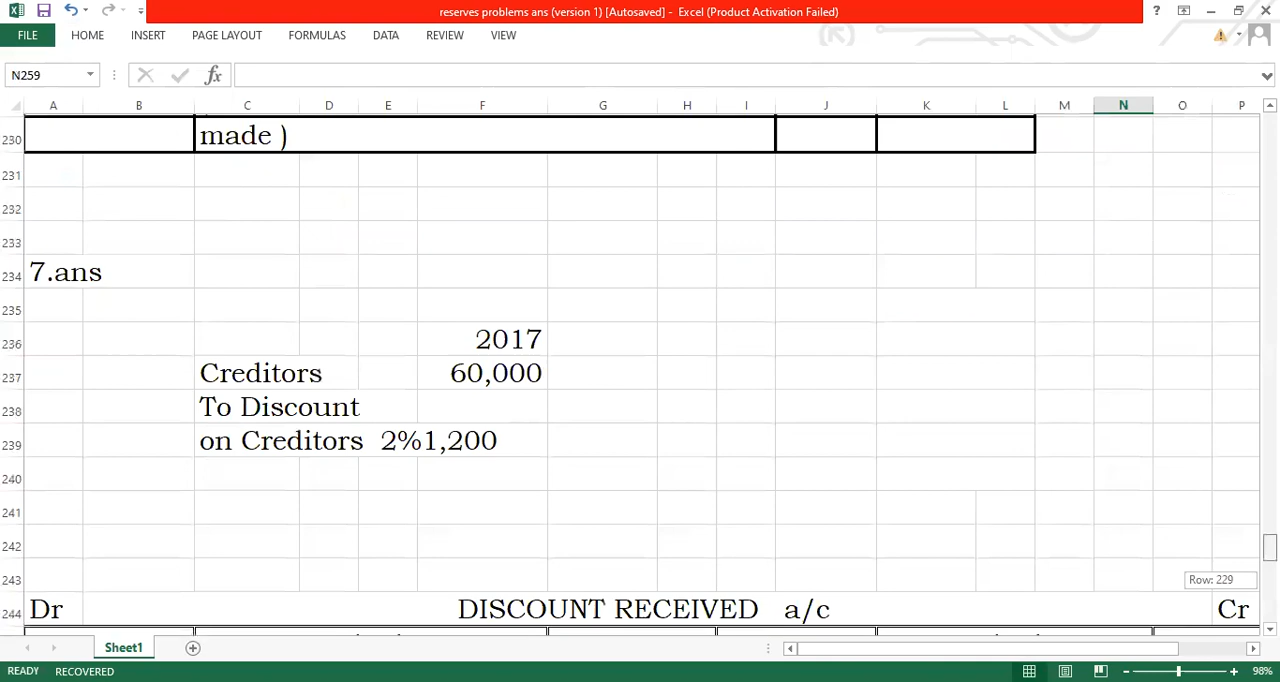 reserves problems ans (version 1) [Autosaved] - Excel (Product Activation Failed)
FILE HOME INSERT PAGE LAYOUT FORMULAS DATA REVIEW VIEW
N259 fx
A B C D E F G H I J K L M N O P
230 made )
231
232
233
234 7.ans
235
236 2017
237 Creditors 60,000
238 To Discount
239 on Creditors 2%1,200
240
241
242
243 Row: 229
244 Dr DISCOUNT RECEIVED a/c Cr
Sheet1
READY RECOVERED 98%